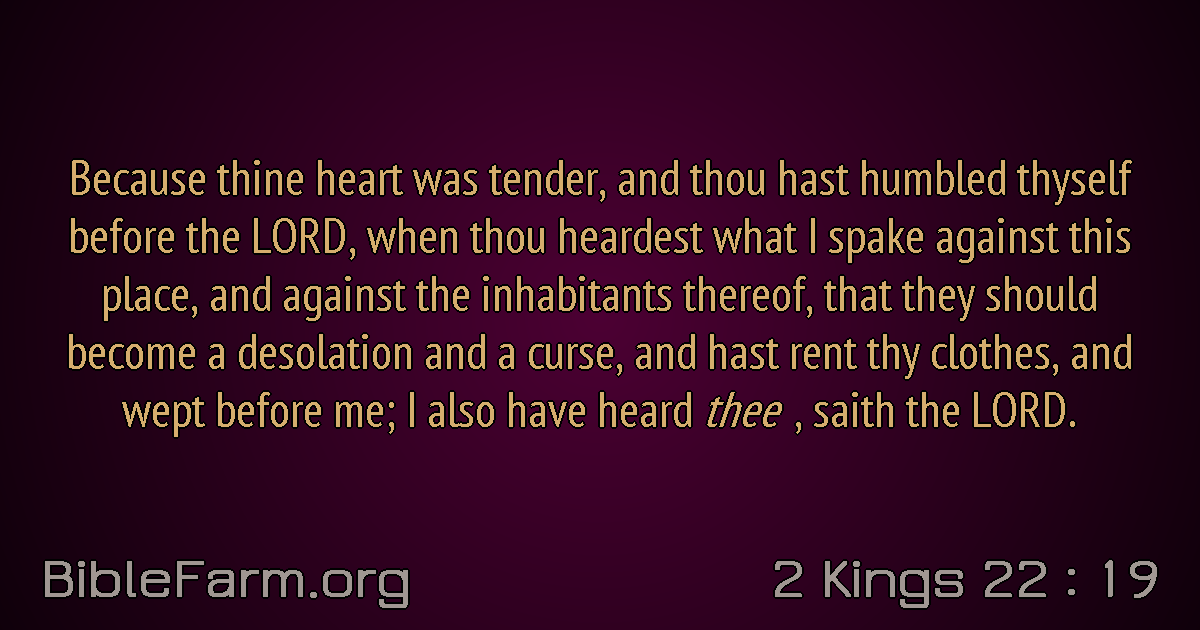 Because thine heart was tender, and thou hast humbled thyself
before the LORD, when thou heardest what I spake against this
place, and against the inhabitants thereof, that they should
become a desolation and a curse, and hast rent thy clothes, and
wept before me; I also have heard thee , saith the LORD.
BibleFarm.org
2 Kings 22 : 19